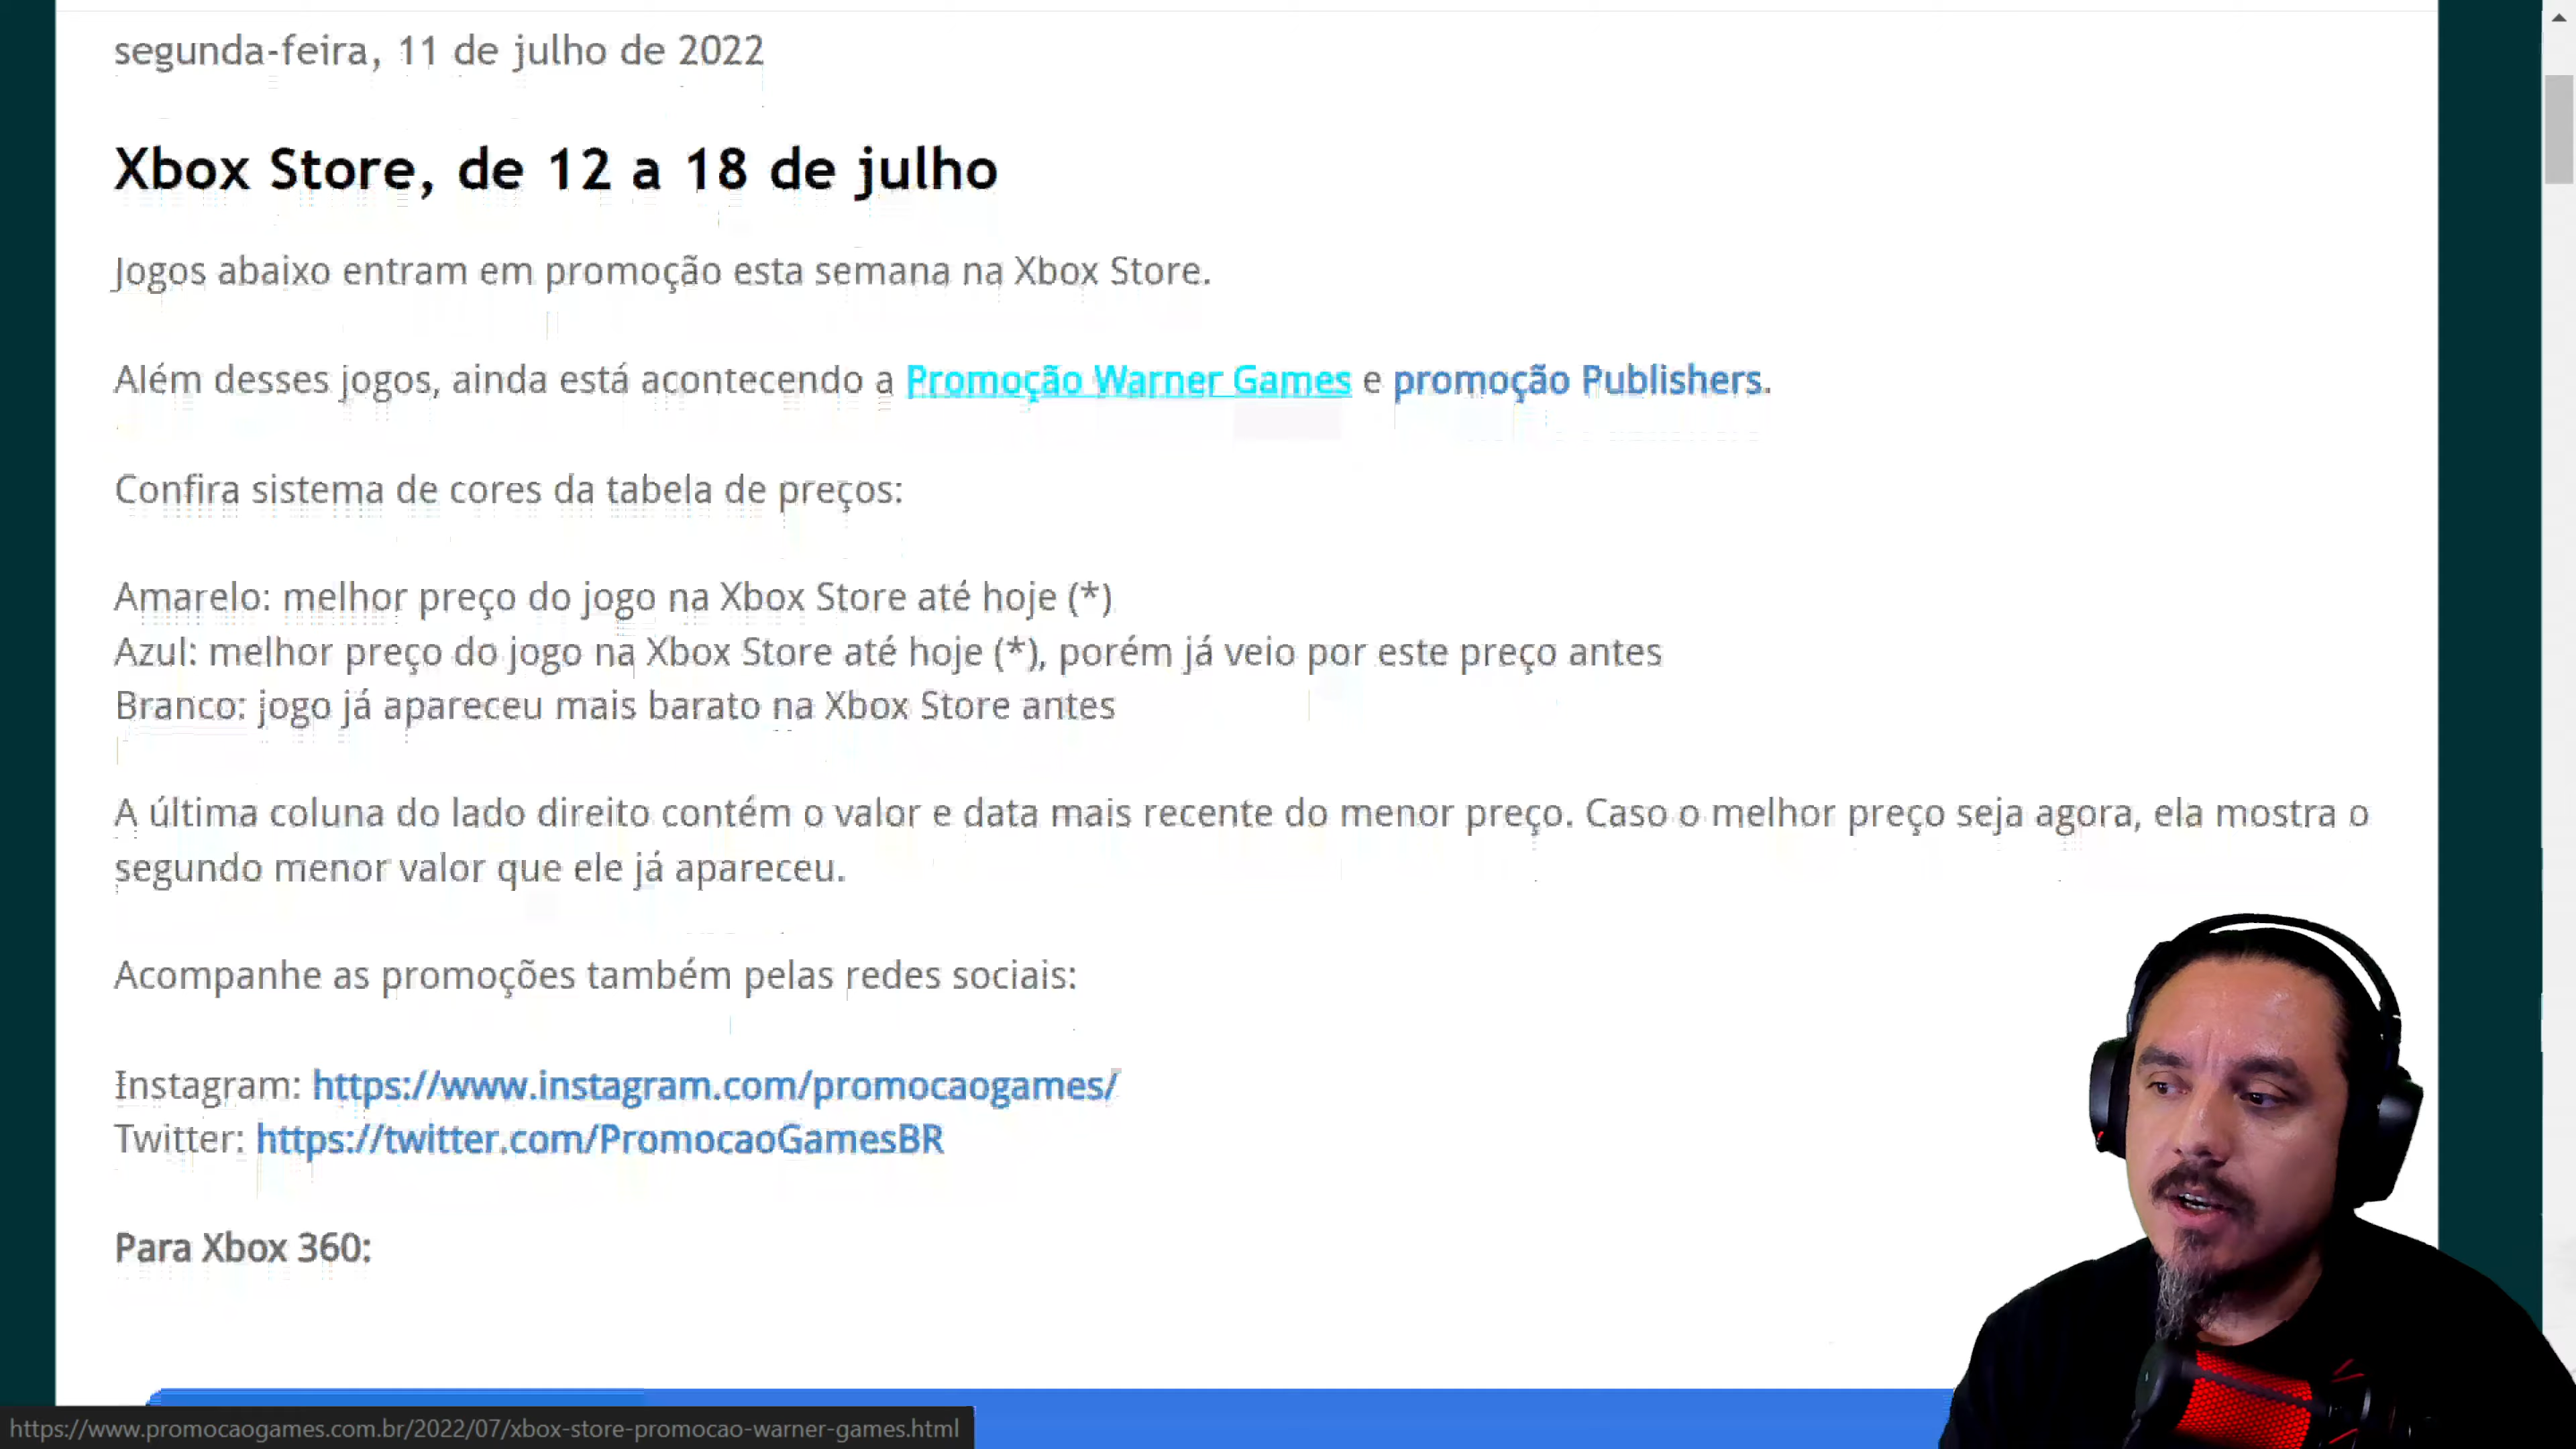 segunda-feira, 11 de julho de 2022
Xbox Store, de 12 a 18 de julho
Jogos abaixo entram em promoção esta semana na Xbox Store.
Além desses jogos, ainda está acontecendo a Promoção Warner Games e promoção Publishers.
Confira sistema de cores da tabela de preços:
Amarelo: melhor preço do jogo na Xbox Store até hoje (*)
Azul: melhor preço do jogo na Xbox Store até hoje (*), porém já veio por este preço antes
Branco: jogo já apareceu mais barato na Xbox Store antes
A última coluna do lado direito contém o valor e data mais recente do menor preço. Caso o melhor preço seja agora, ela mostra o
segundo menor valor que ele já apareceu.
Acompanhe as promoções também pelas redes sociais:
Instagram: https://www.instagram.com/promocaogames/
Twitter: https://twitter.com/PromocaoGamesBR
Para Xbox 360:
https://www.promocaogames.com.br/2022/07/xbox-store-promocao-warner-games.html